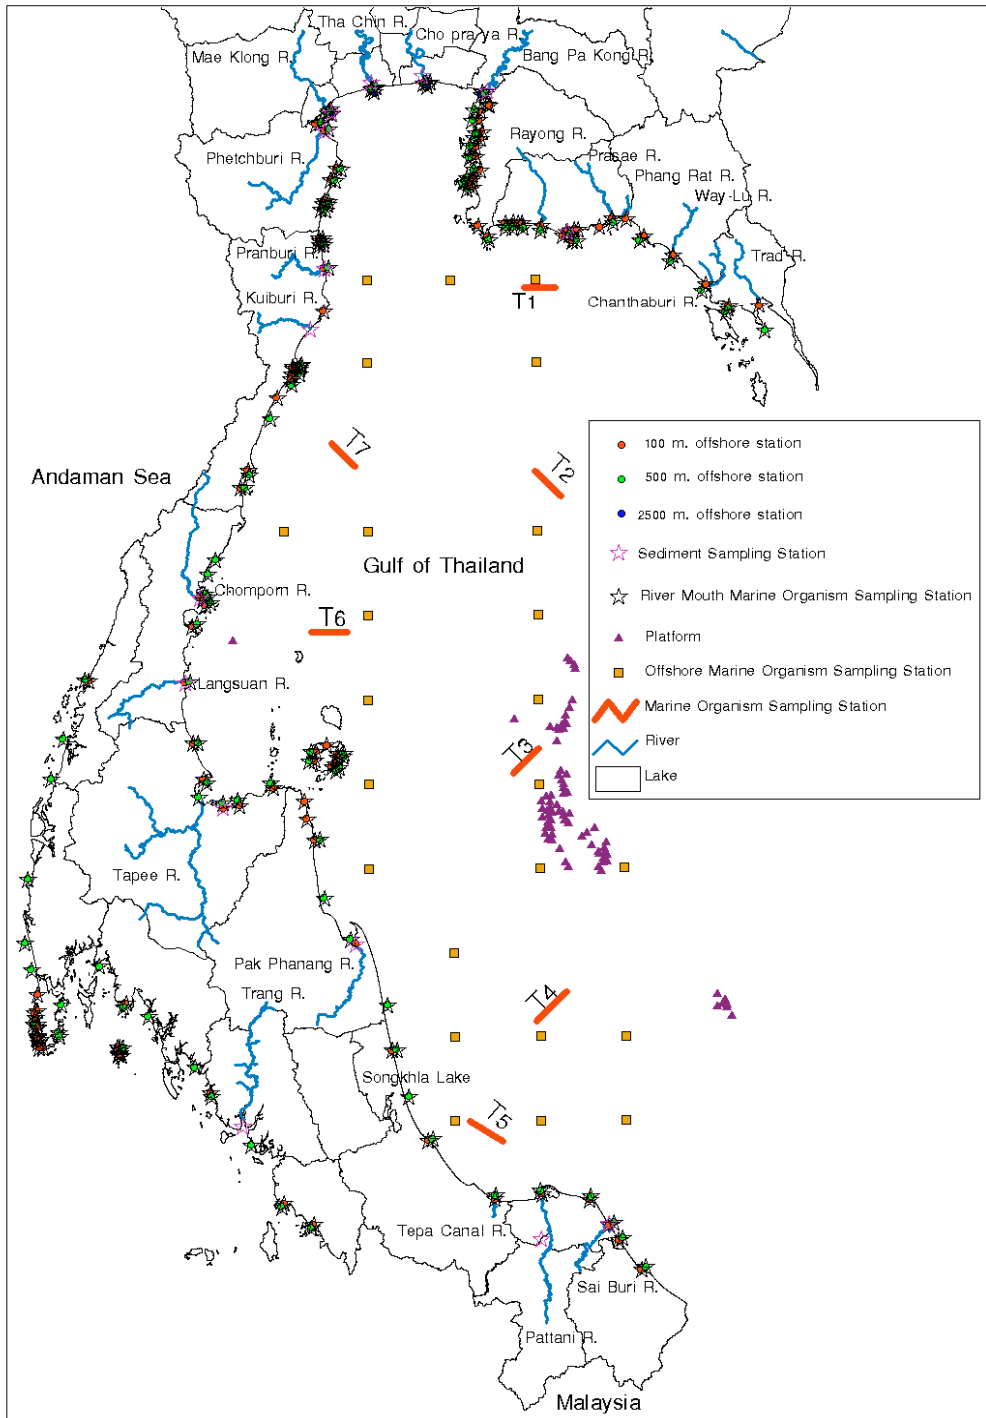 Tha Chin R.
Cho pra ya R.
Mae Klong R.
Bang Pa Kong R.
Rayong R.
Prasae R.
Phetchburi R.
Phang Rat R.
Way-Lu R.
Pranburi R.
Trad R.
Kuiburi R.
T1
Chanthaburi R.
T7
T2
Andaman Sea
Gulf of Thailand
Chomporn R.
T6
Langsuan R.
T3
Tapee R.
Pak Phanang R.
Trang R.
T4
Songkhla Lake
T5
Tepa Canal R.
Sai Buri R.
Pattani R.
Malaysia
100 m. offshore station
500 m. offshore station
2500 m. offshore station
Sediment Sampling Station
River Mouth Marine Organism Sampling Station
Platform
Offshore Marine Organism Sampling Station
Marine Organism Sampling Station
River
Lake